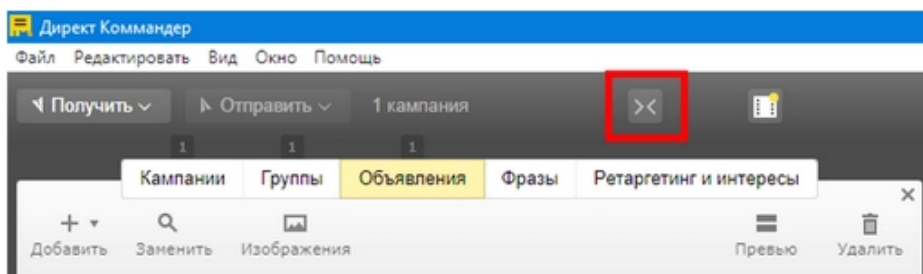 Директ Коммандер
Файл Редактировать Вид Окно Помощь
Получить Отправить 1 кампания
1 1 1
Кампании Группы Объявления Фразы Ретаргетинг и интересы
Добавить Заменить Изображения Превью Удалить